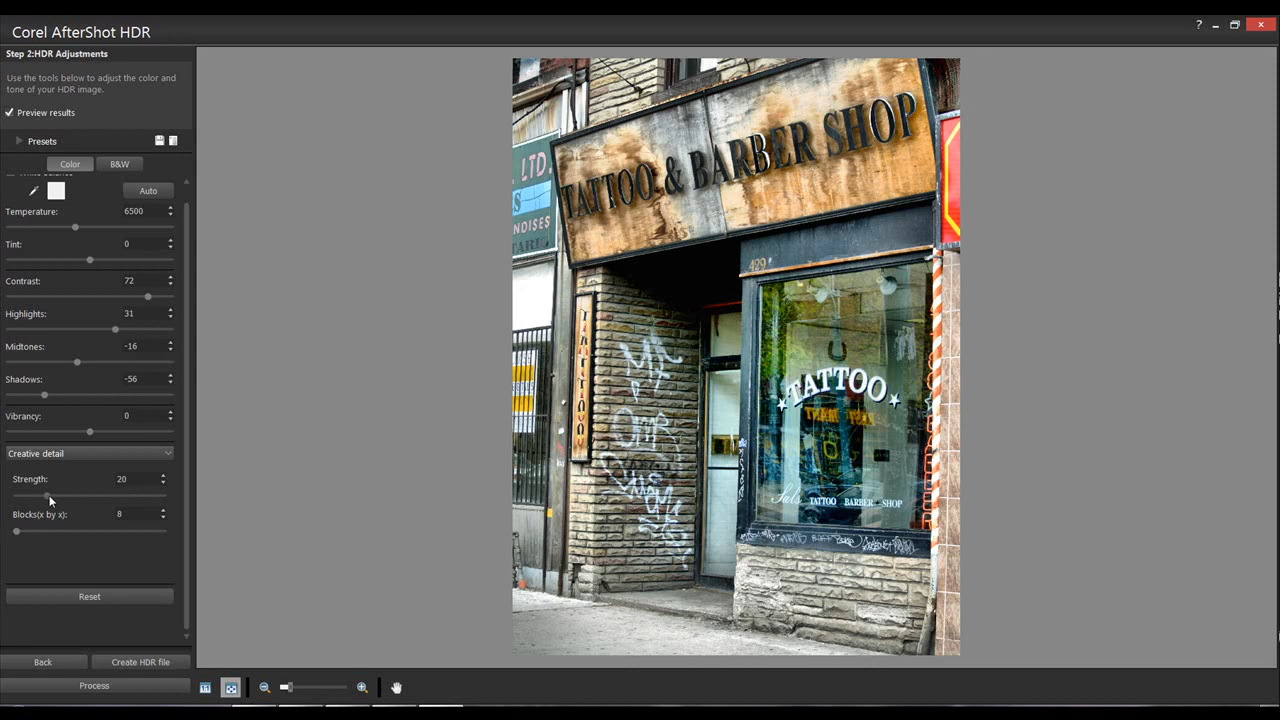 Corel AfterShot HDR
Step 2:HDR Adjustments
Use the tools below to adjust the color and
tone of your HDR image.
Preview results
Presets
Color B&W
Auto
Temperature: 6500
Tint: 0
Contrast: 72
Highlights: 31
Midtones: -16
Shadows: -56
Vibrancy: 0
Creative detail
Strength: 20
Blocks(x by x): 8
Reset
Back Create HDR file
Process
LTD.
NDISES
TATTOO & BARBER SHOP
429
TATTOO
TATTOO
Sal's TATTOO BARBER SHOP